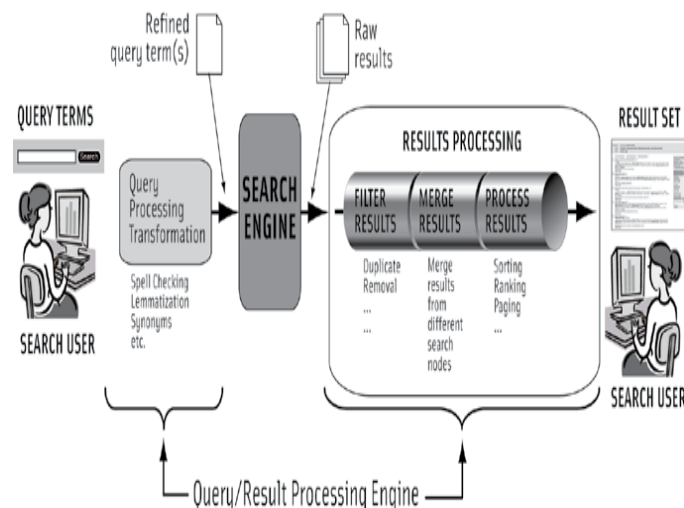 Refined
query term(s)
Raw
results
QUERY TERMS
Search
SEARCH USER
Query
Processing
Transformation
Spell Checking
Lemmatization
Synonyms
etc.
SEARCH
ENGINE
RESULTS PROCESSING
FILTER
RESULTS
Duplicate
Removal
...
...
MERGE
RESULTS
Merge
results
from
different
search
nodes
PROCESS
RESULTS
Sorting
Ranking
Paging
...
RESULT SET
SEARCH USER
Query/Result Processing Engine